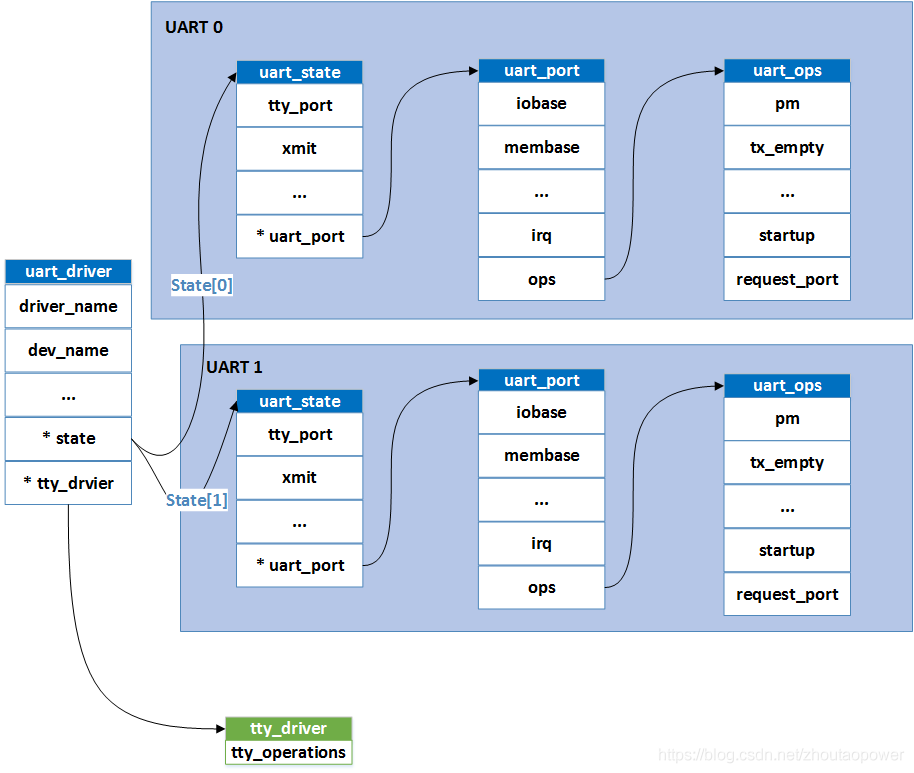 UART 0
uart_state
tty_port
xmit
...
* uart_port
uart_port
iobase
membase
...
irq
ops
uart_ops
pm
tx_empty
...
startup
request_port
State[0]
uart_driver
driver_name
dev_name
...
* state
* tty_drvier
State[1]
UART 1
uart_state
tty_port
xmit
...
* uart_port
uart_port
iobase
membase
...
irq
ops
uart_ops
pm
tx_empty
...
startup
request_port
tty_driver
tty_operations
https://blog.csdn.net/zhoutaopower